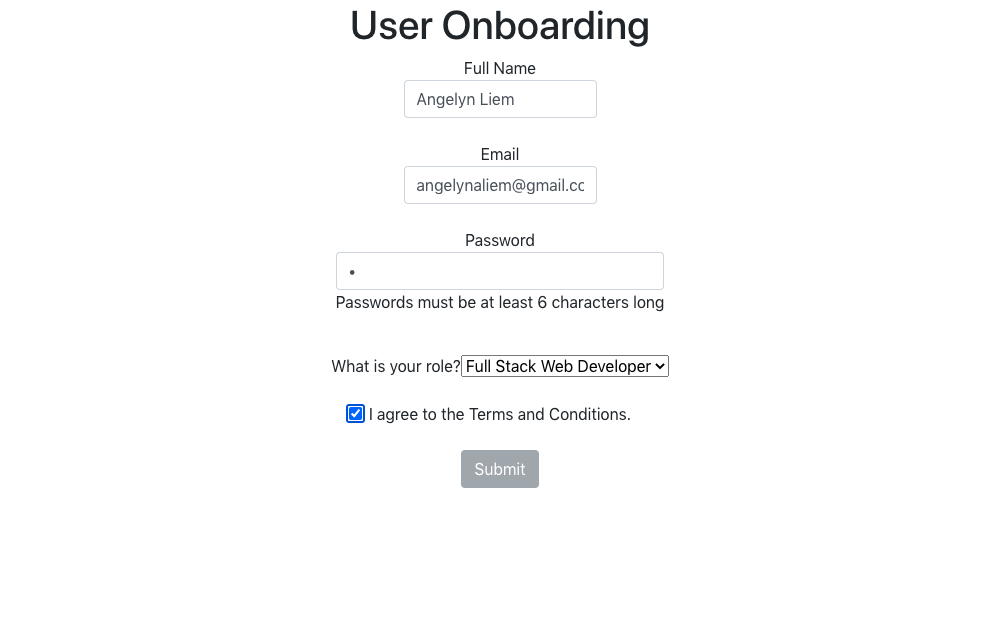 User Onboarding
Full Name
Angelyn Liem
Email
angelynaliem@gmail.cc
Password
•
Passwords must be at least 6 characters long
What is your role? Full Stack Web Developer
I agree to the Terms and Conditions.
Submit